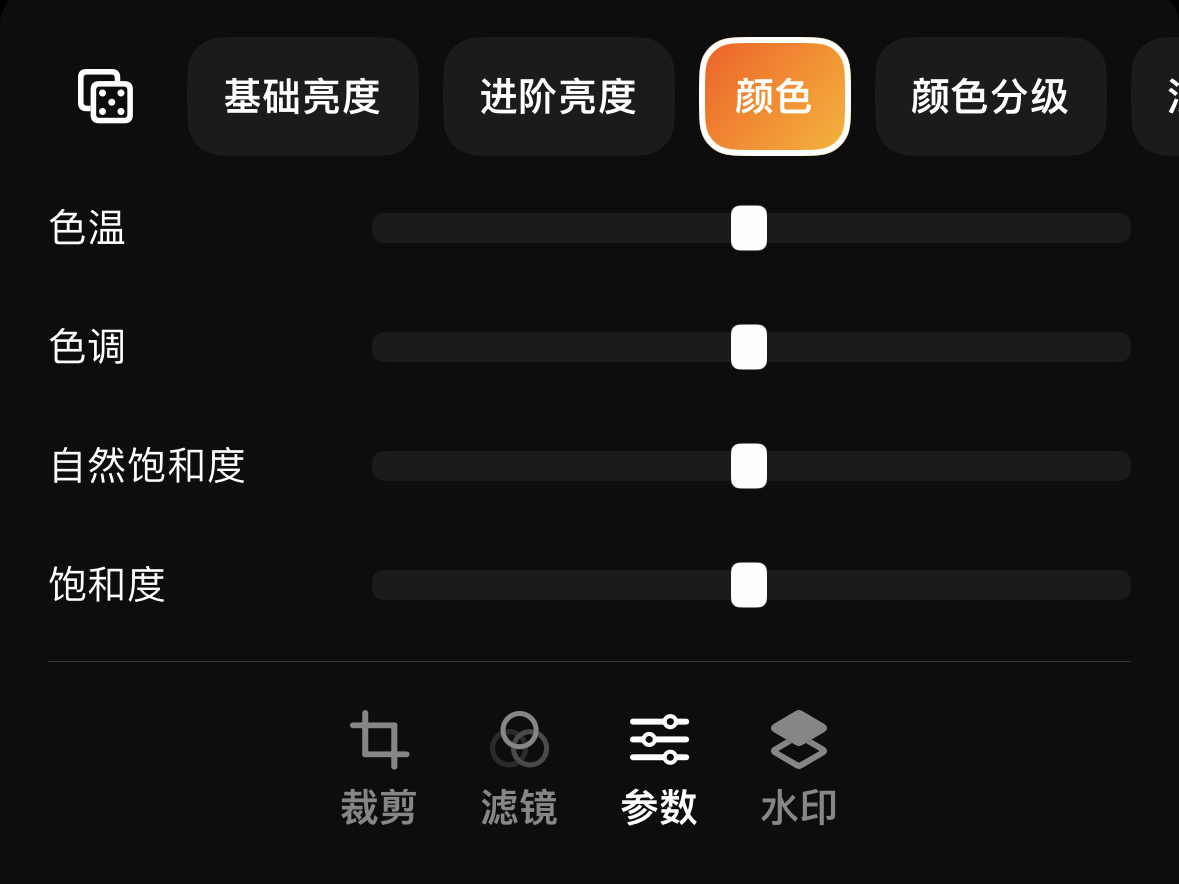 基础亮度 进阶亮度 颜色 颜色分级
色温
色调
自然饱和度
饱和度
裁剪 滤镜 参数 水印